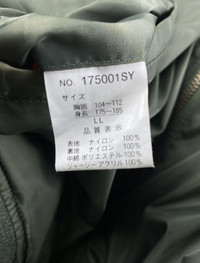 NO. 175001SY
サイズ
胸囲 104〜112
身長 175〜185
LL
品質表示
表地 ナイロン 100%
裏地 ナイロン 100%
中綿 ポリエステル 100%
ジャージーアクリル 100%